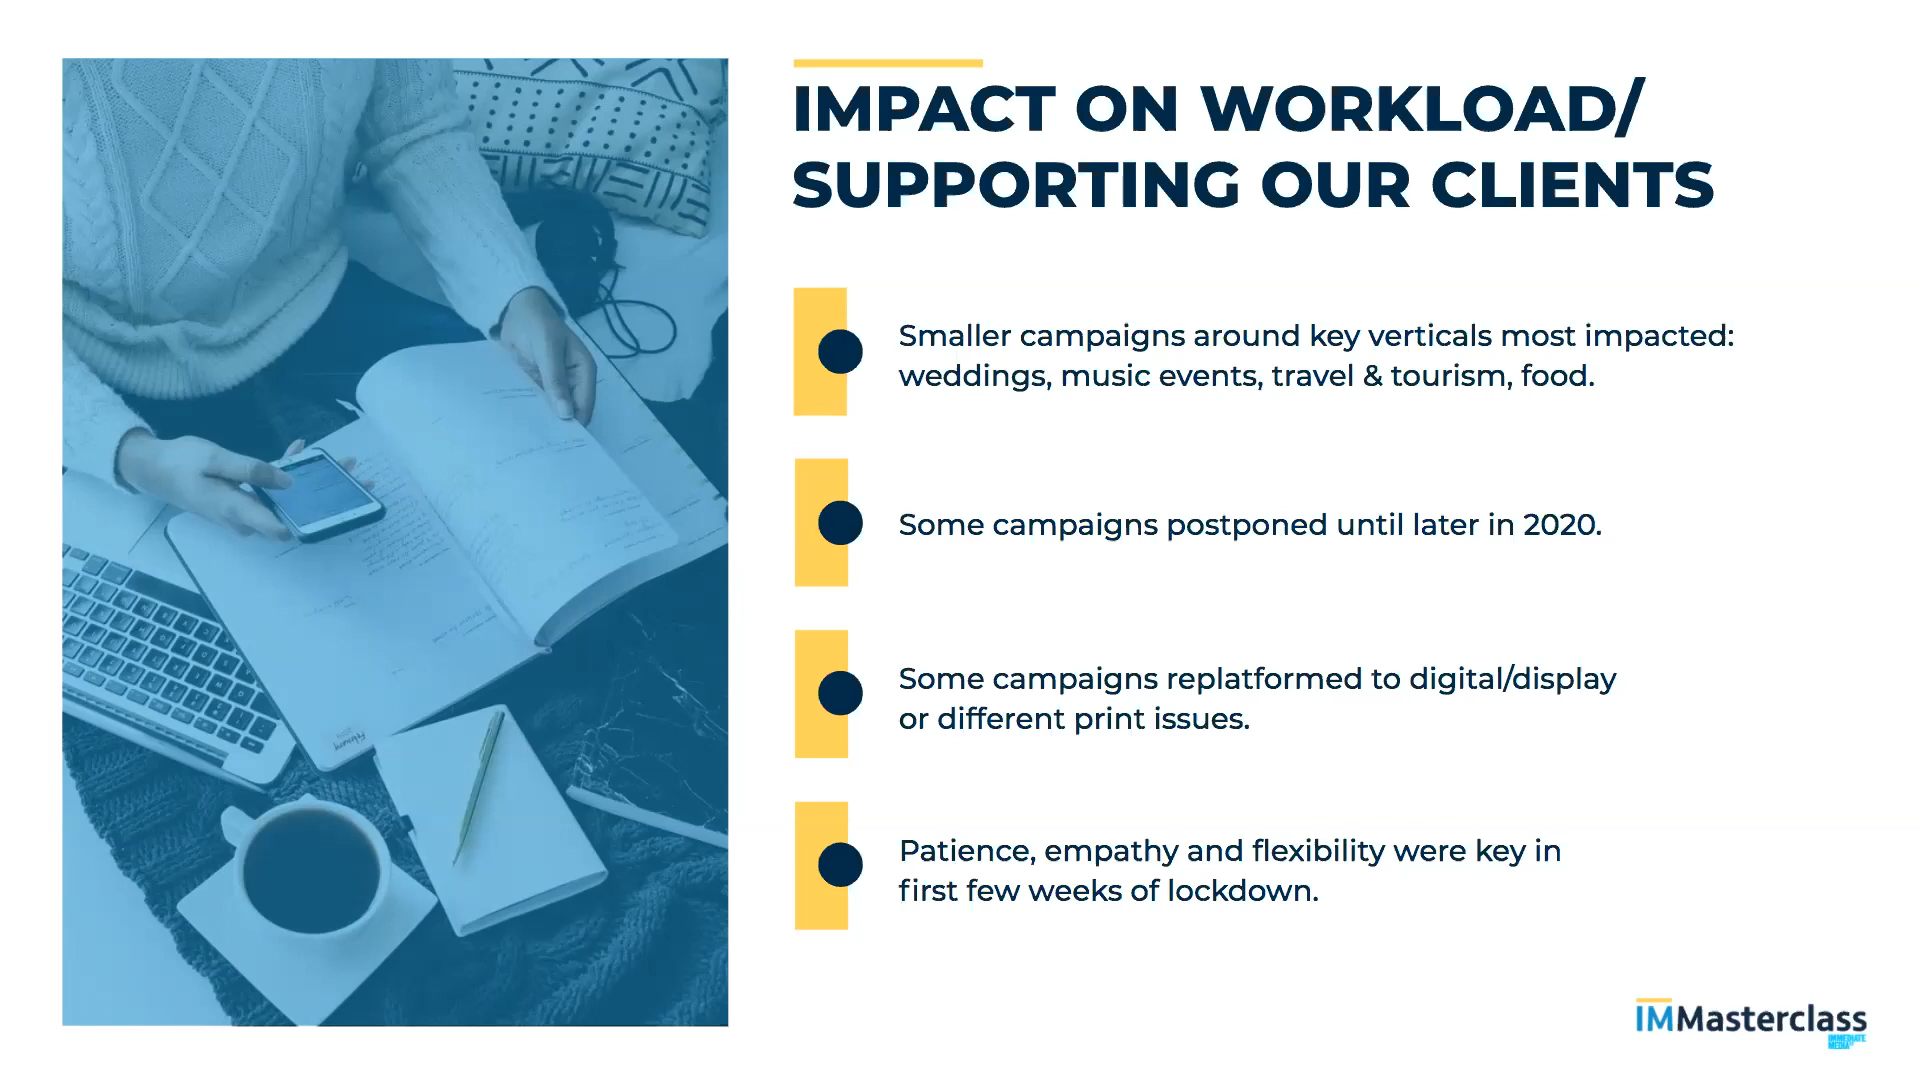 IMPACT ON WORKLOAD/
SUPPORTING OUR CLIENTS
Smaller campaigns around key verticals most impacted:
weddings, music events, travel & tourism, food.
Some campaigns postponed until later in 2020.
Some campaigns replatformed to digital/display
or different print issues.
Patience, empathy and flexibility were key in
first few weeks of lockdown.
IMMasterclass
IMMEDIATE
MEDIA